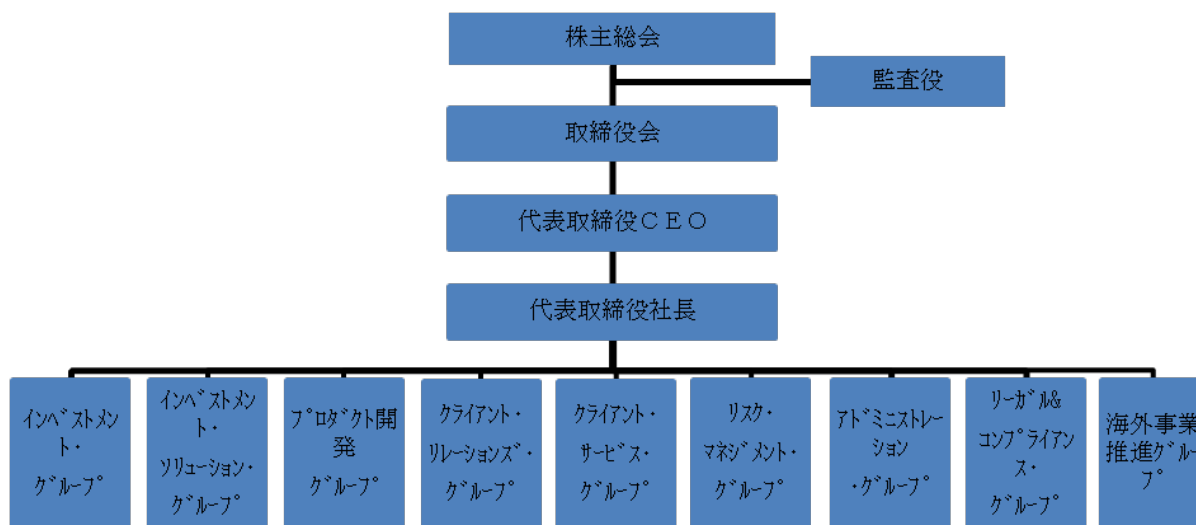 株主総会
監査役
取締役会
代表取締役ＣＥＯ
代表取締役社長
ｲﾝﾍﾞｽﾄﾒﾝ
ﾄ・
ｸﾞﾙｰﾌﾟ
ｲﾝﾍﾞｽﾄﾒﾝ
ﾄ・
ｿﾘｭｰｼｮﾝ・
ｸﾞﾙｰﾌﾟ
ﾌﾟﾛﾀﾞｸﾄ開
発
ｸﾞﾙｰﾌﾟ
ｸﾗｲｱﾝﾄ・
ﾘﾚｰｼｮﾝｽﾞ・
ｸﾞﾙｰﾌﾟ
ｸﾗｲｱﾝﾄ・
ｻｰﾋﾞｽ・
ｸﾞﾙｰﾌﾟ
ﾘｽｸ・
ﾏﾈｼﾞﾒﾝﾄ・
ｸﾞﾙｰﾌﾟ
ｱﾄﾞﾐﾆｽﾄﾚｰ
ｼｮﾝ
・ｸﾞﾙｰﾌﾟ
ﾘｰｶﾞﾙ&
ｺﾝﾌﾟﾗｲｱﾝ
ｽ・
ｸﾞﾙｰﾌﾟ
海外事業
推進ｸﾞﾙｰ
ﾌﾟ